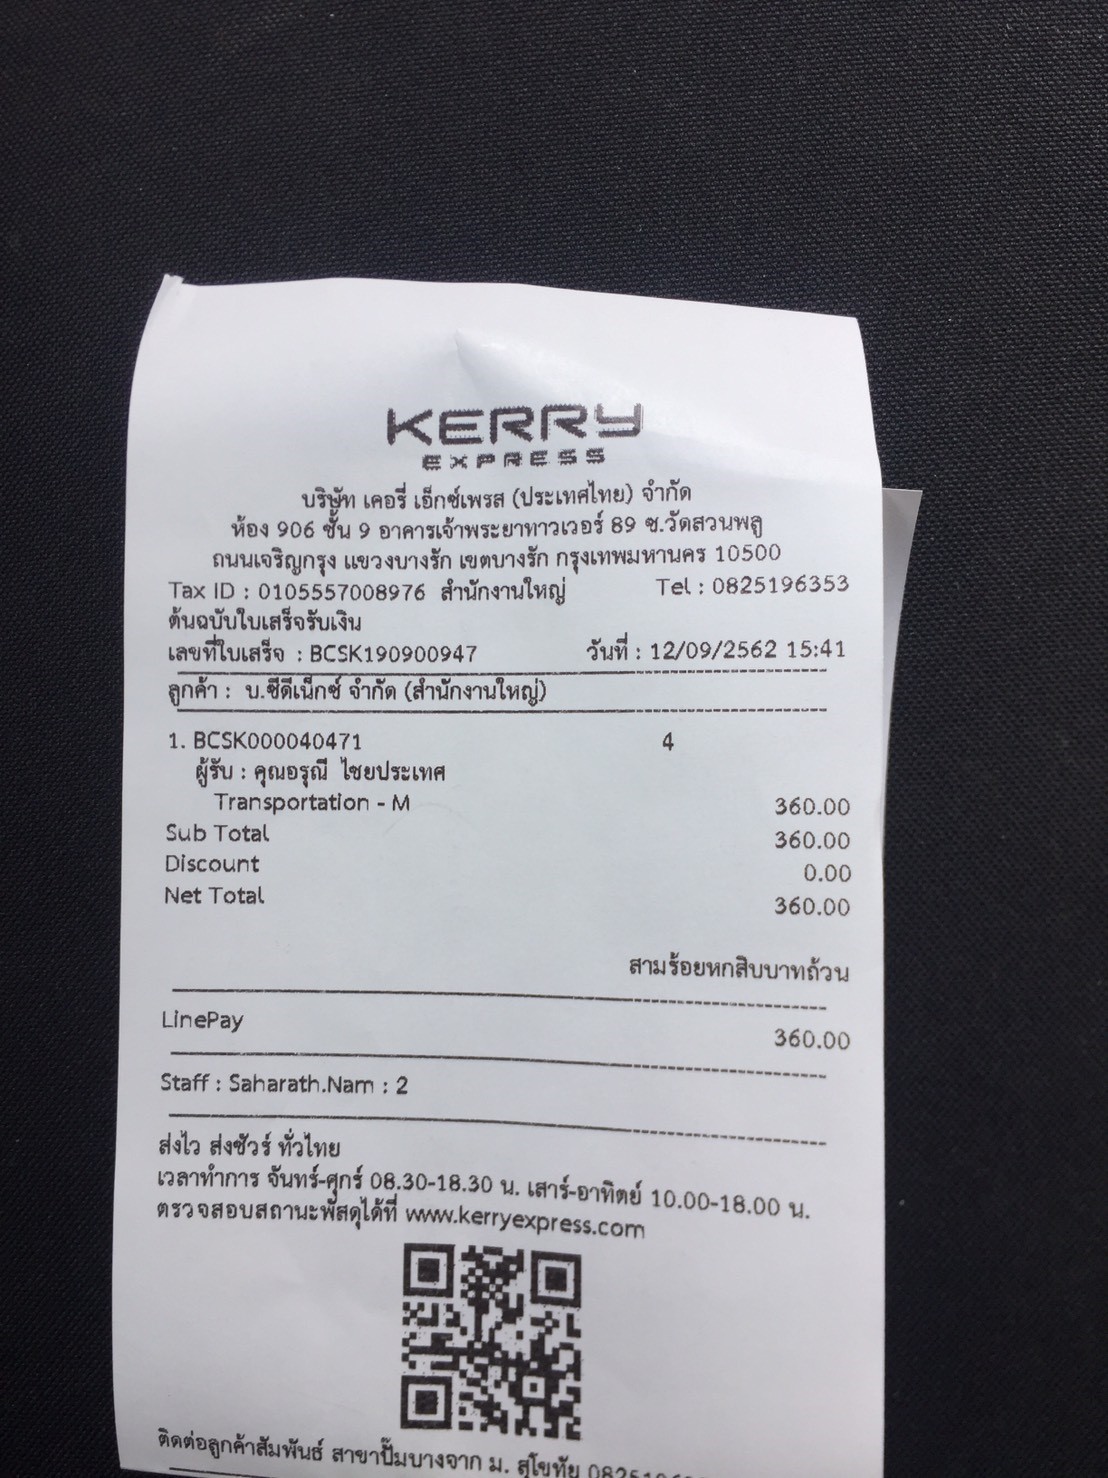 KERRY
EXPRESS
บริษัท เคอรี่ เอ็กซ์เพรส (ประเทศไทย) จำกัด
ห้อง 906 ชั้น 9 อาคารเจ้าพระยาทาวเวอร์ 89 ซ.วัดสวนพลู
ถนนเจริญกรุง แขวงบางรัก เขตบางรัก กรุงเทพมหานคร 10500
Tax ID : 0105557008976 สำนักงานใหญ่ Tel : 0825196353
ต้นฉบับใบเสร็จรับเงิน
เลขที่ใบเสร็จ : BCSK190900947 วันที่ : 12/09/2562 15:41
ลูกค้า : บ.ซีดีเน็กซ์ จำกัด (สำนักงานใหญ่)
1. BCSK000040471 4
ผู้รับ : คุณอรุณี ไชยประเทศ
Transportation - M 360.00
Sub Total 360.00
Discount 0.00
Net Total 360.00
สามร้อยหกสิบบาทถ้วน
LinePay 360.00
Staff : Saharath.Nam : 2
ส่งไว ส่งชัวร์ ทั่วไทย
เวลาทำการ จันทร์-ศุกร์ 08.30-18.30 น. เสาร์-อาทิตย์ 10.00-18.00 น.
ตรวจสอบสถานะพัสดุได้ที่ www.kerryexpress.com
ติดต่อลูกค้าสัมพันธ์ สาขาปั๊มบางจาก ม. สุโขทัย